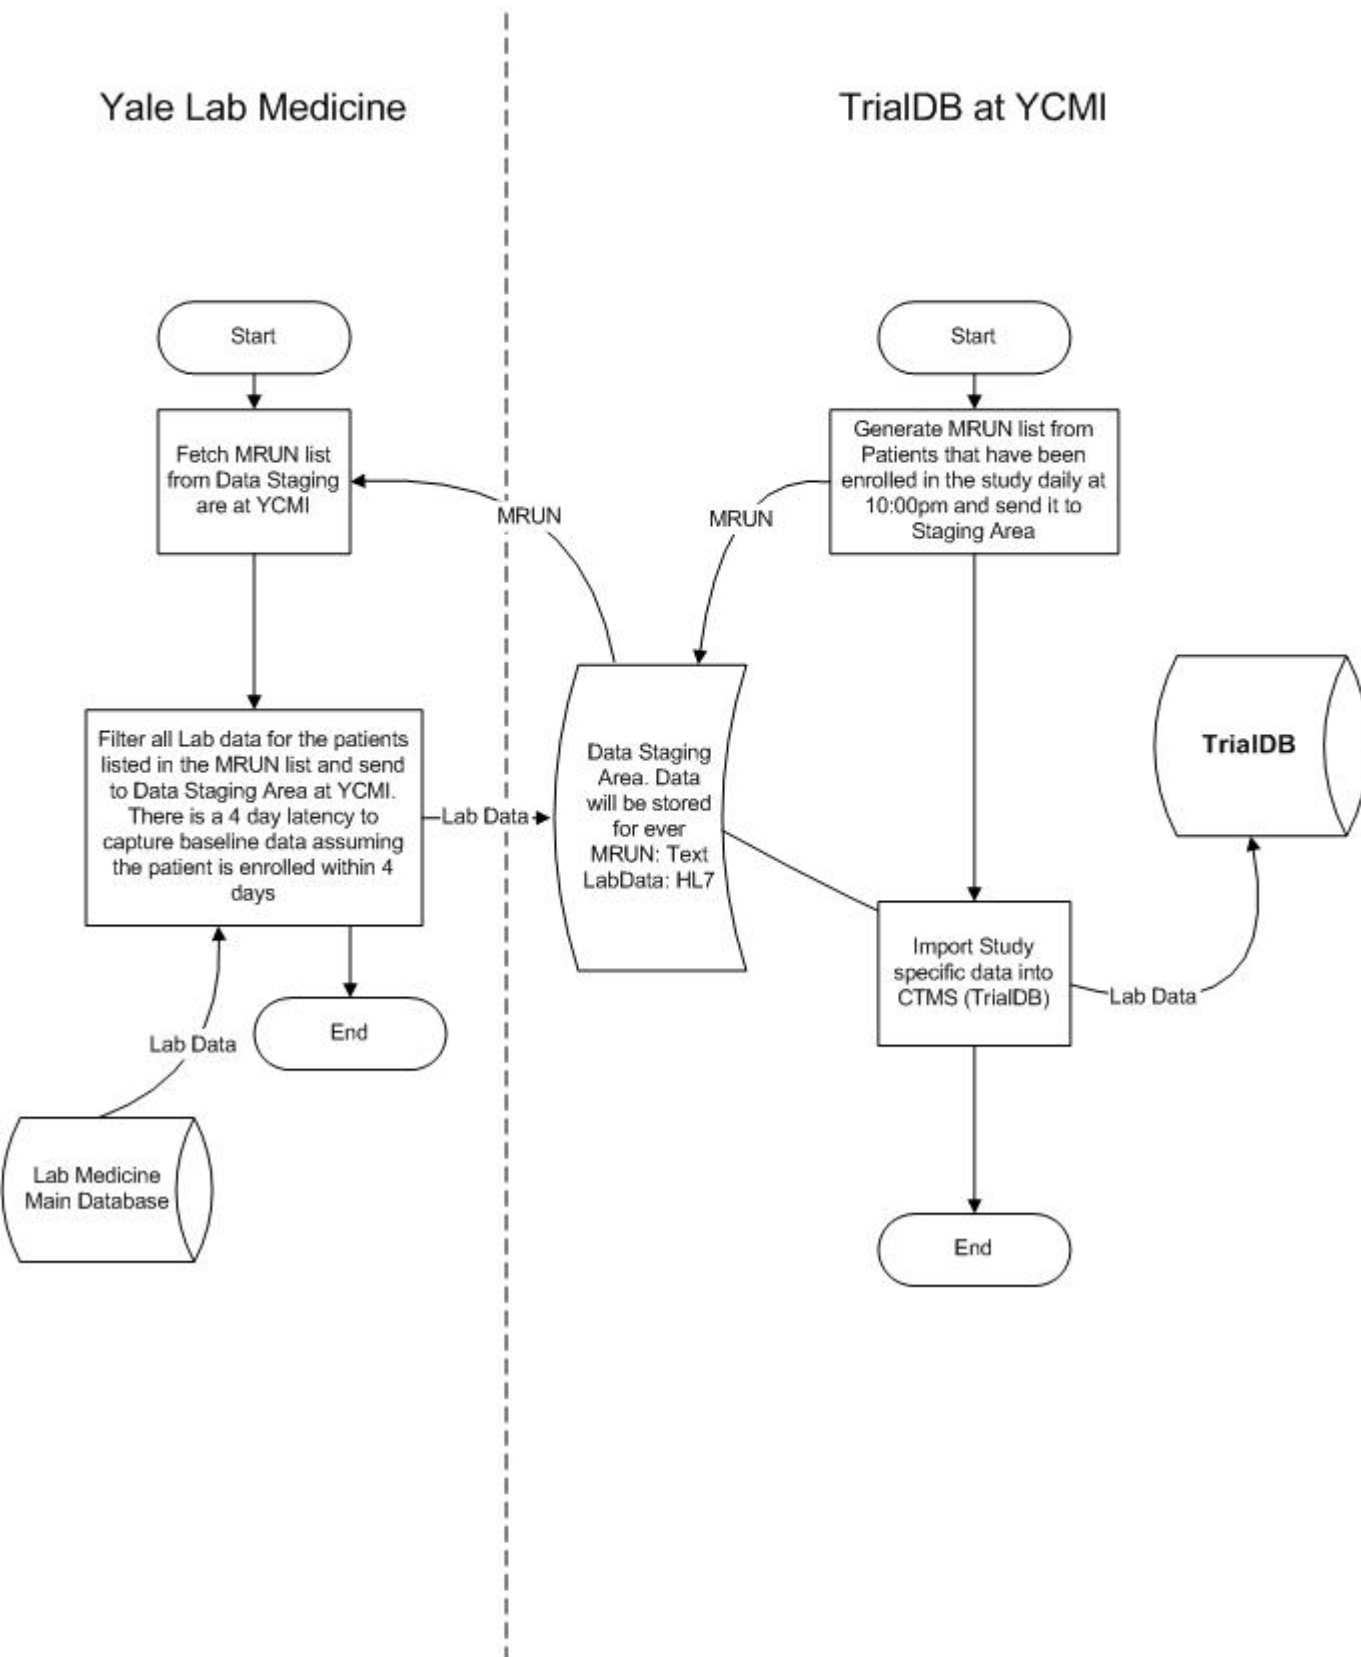 Yale Lab Medicine
TrialDB at YCMI
Start
Start
Fetch MRUN list
from Data Staging
are at YCMI
Generate MRUN list from
Patients that have been
enrolled in the study daily at
10:00pm and send it to
Staging Area
MRUN
MRUN
Filter all Lab data for the patients
listed in the MRUN list and send
to Data Staging Area at YCMI.
There is a 4 day latency to
capture baseline data assuming
the patient is enrolled within 4
days
Lab Data
Data Staging
Area. Data
will be stored
for ever
MRUN: Text
LabData: HL7
TrialDB
Import Study
specific data into
CTMS (TrialDB)
Lab Data
Lab Data
End
Lab Medicine
Main Database
End